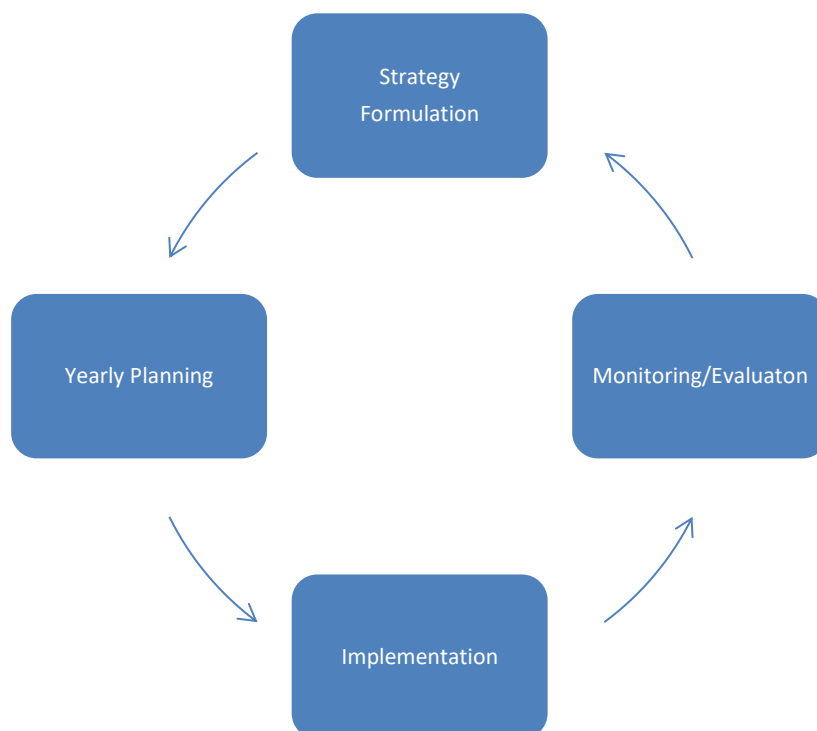 Strategy
Formulation
Yearly Planning
Monitoring/Evaluaton
Implementation